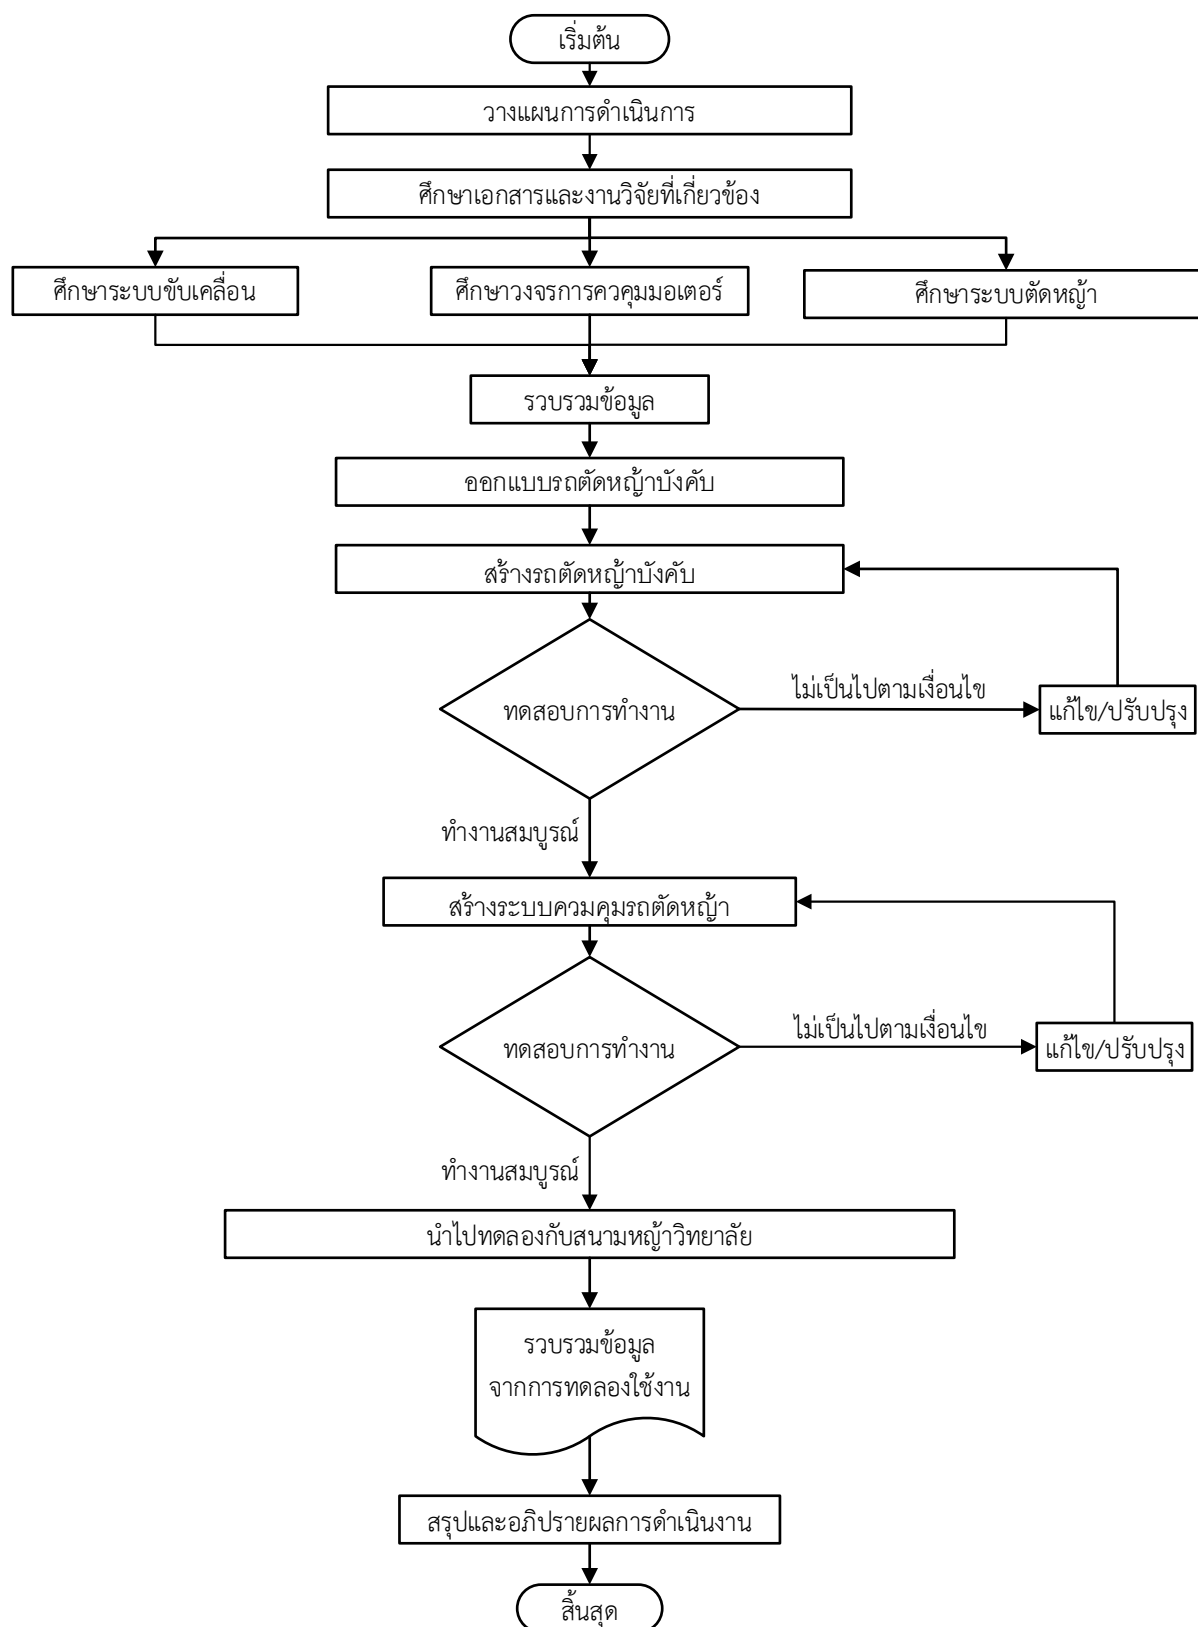 เริ่มต้น
วางแผนการดำเนินการ
ศึกษาเอกสารและงานวิจัยที่เกี่ยวข้อง
ศึกษาระบบขับเคลื่อน
ศึกษาวงจรการควคุมมอเตอร์
ศึกษาระบบตัดหญ้า
รวบรวมข้อมูล
ออกแบบรถตัดหญ้าบังคับ
สร้างรถตัดหญ้าบังคับ
ทดสอบการทำงาน
ไม่เป็นไปตามเงื่อนไข
แก้ไข/ปรับปรุง
ทำงานสมบูรณ์
สร้างระบบควมคุมรถตัดหญ้า
ทดสอบการทำงาน
ไม่เป็นไปตามเงื่อนไข
แก้ไข/ปรับปรุง
ทำงานสมบูรณ์
นำไปทดลองกับสนามหญ้าวิทยาลัย
รวบรวมข้อมูล
จากการทดลองใช้งาน
สรุปและอภิปรายผลการดำเนินงาน
สิ้นสุด